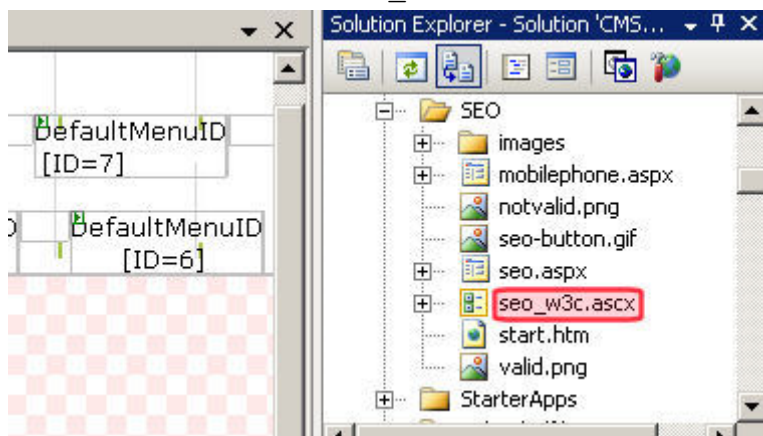 Solution Explorer - Solution 'CMS...
DefaultMenuID
[ID=7]
DefaultMenuID
[ID=6]
SEO
images
mobilephone.aspx
notvalid.png
seo-button.gif
seo.aspx
seo_w3c.ascx
start.htm
valid.png
StarterApps